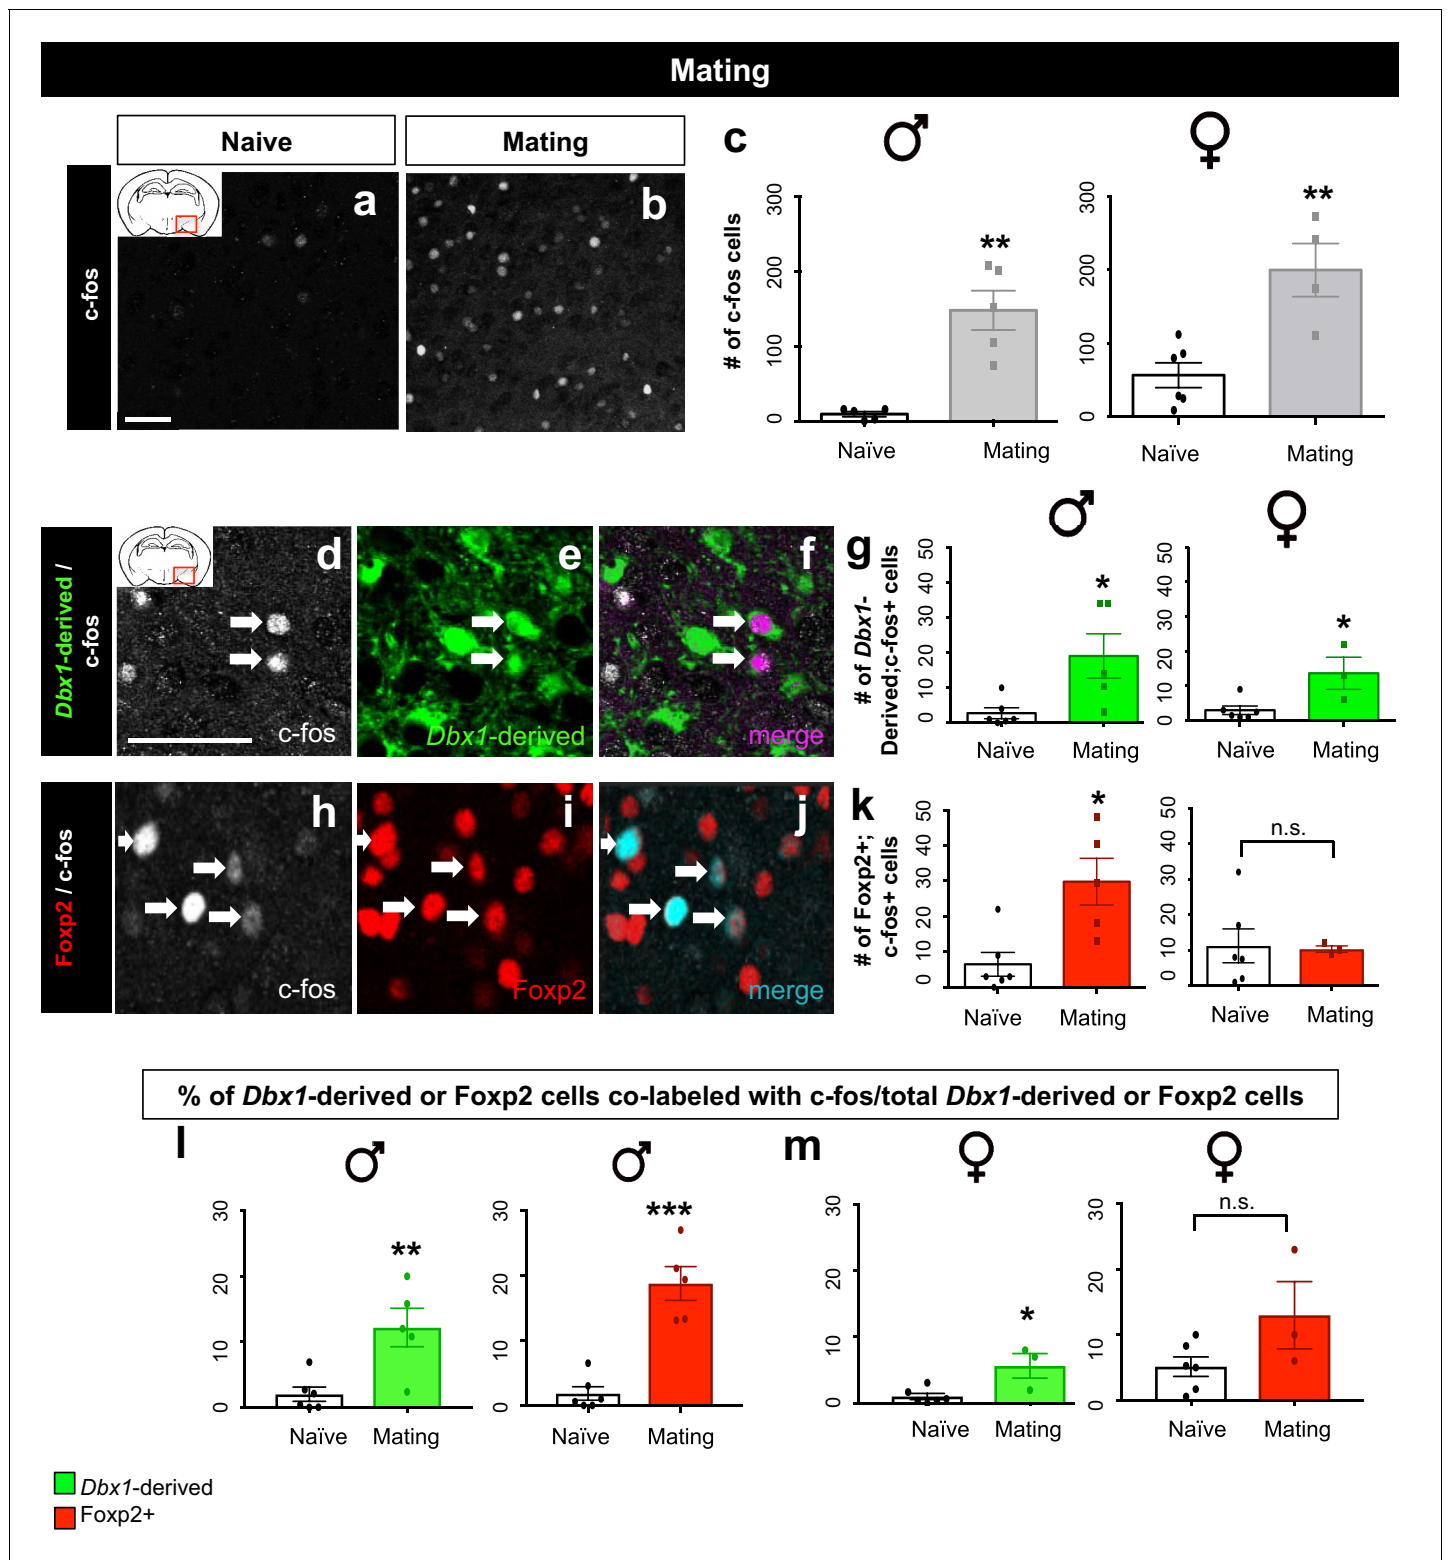 Mating
Naive
Mating
c-fos
a
b
c
# of c-fos cells
300
200
100
0
**
Naïve
Mating
300
200
100
0
**
Naïve
Mating
Dbx1-derived /
c-fos
d
c-fos
e
Dbx1-derived
f
merge
g
# of Dbx1-
Derived;c-fos+ cells
50
40
30
20
10
0
*
Naïve
Mating
50
40
30
20
10
0
*
Naïve
Mating
Foxp2 / c-fos
h
c-fos
i
Foxp2
j
merge
k
# of Foxp2+;
c-fos+ cells
50
40
30
20
10
0
*
Naïve
Mating
50
40
30
20
10
0
n.s.
Naïve
Mating
% of Dbx1-derived or Foxp2 cells co-labeled with c-fos/total Dbx1-derived or Foxp2 cells
l
30
20
10
0
**
Naïve
Mating
30
20
10
0
***
Naïve
Mating
m
30
20
10
0
*
Naïve
Mating
30
20
10
0
n.s.
Naïve
Mating
Dbx1-derived
Foxp2+